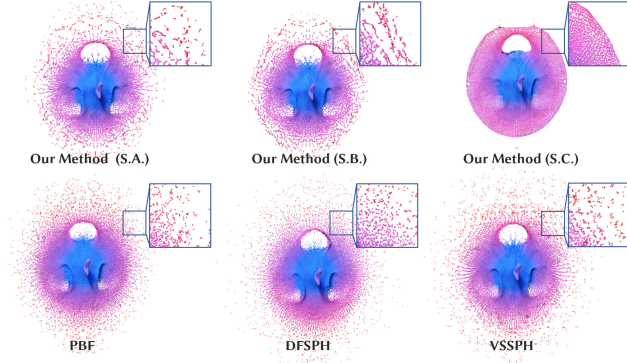 Our Method (S.A.)
Our Method (S.B.)
Our Method (S.C.)
PBF
DFSPH
VSSPH